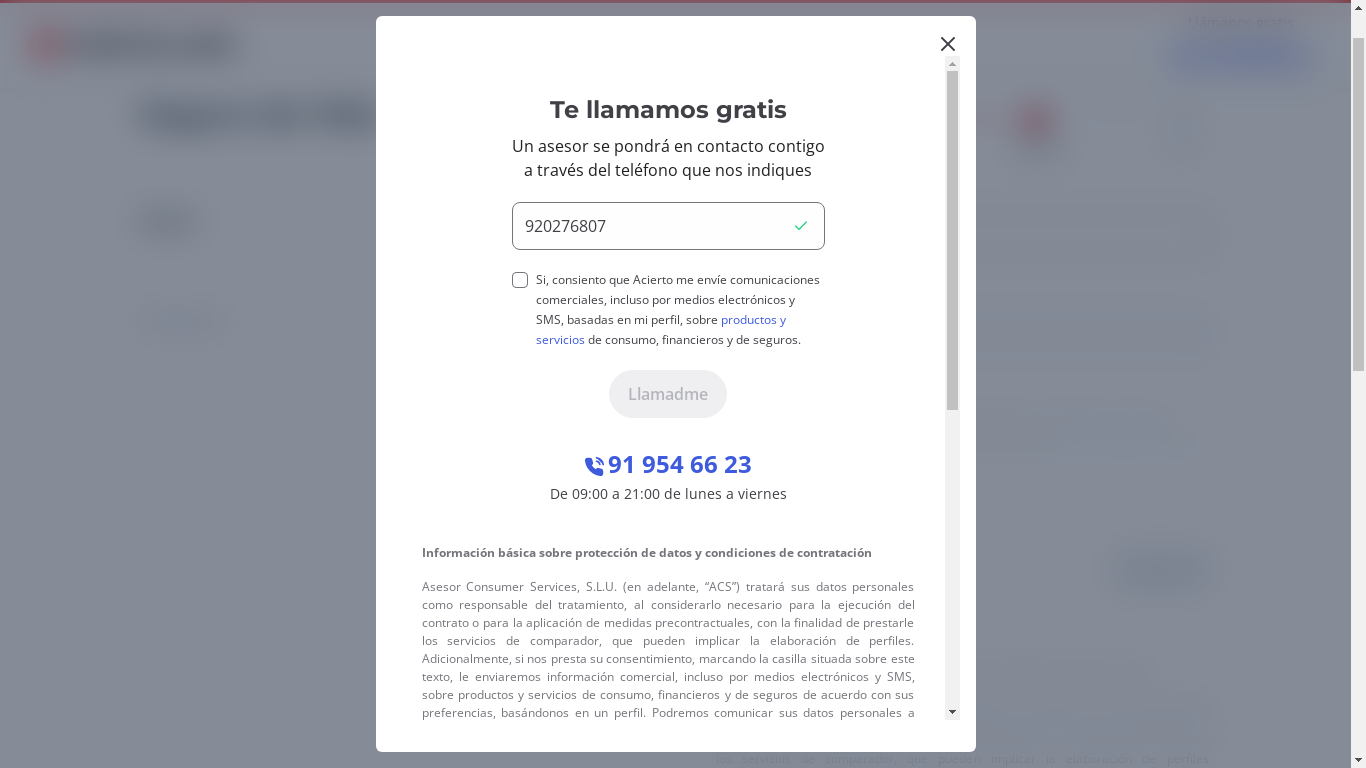 Llámanos gratis
Te llamamos gratis
Un asesor se pondrá en contacto contigo
a través del teléfono que nos indiques
920276807
Si, consiento que Acierto me envíe comunicaciones
comerciales, incluso por medios electrónicos y
SMS, basadas en mi perfil, sobre productos y
servicios de consumo, financieros y de seguros.
Llamadme
91 954 66 23
De 09:00 a 21:00 de lunes a viernes
Información básica sobre protección de datos y condiciones de contratación
Asesor Consumer Services, S.L.U. (en adelante, “ACS”) tratará sus datos personales
como responsable del tratamiento, al considerarlo necesario para la ejecución del
contrato o para la aplicación de medidas precontractuales, con la finalidad de prestarle
los servicios de comparador, que pueden implicar la elaboración de perfiles.
Adicionalmente, si nos presta su consentimiento, marcando la casilla situada sobre este
texto, le enviaremos información comercial, incluso por medios electrónicos y SMS,
sobre productos y servicios de consumo, financieros y de seguros de acuerdo con sus
preferencias, basándonos en un perfil. Podremos comunicar sus datos personales a
los servicios de comparador, que pueden implicar la elaboración de perfiles